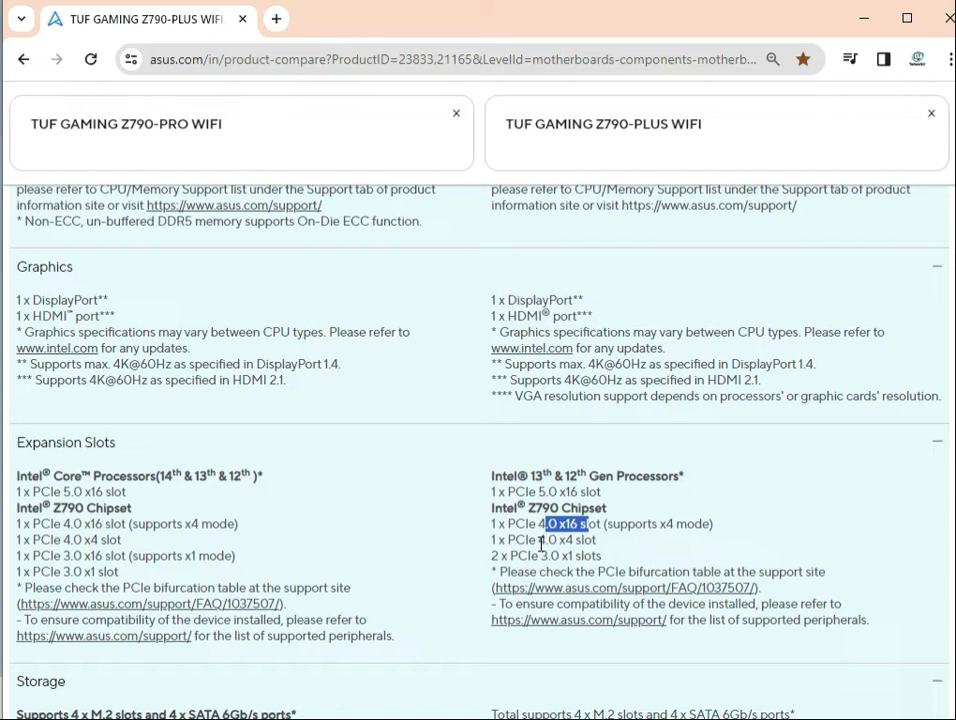 TUF GAMING Z790-PLUS WIFI
asus.com/in/product-compare?ProductID=23833,21165&LevelId=motherboards-components-motherb...
TUF GAMING Z790-PRO WIFI
TUF GAMING Z790-PLUS WIFI
please refer to CPU/Memory Support list under the Support tab of product
information site or visit https://www.asus.com/support/
* Non-ECC, un-buffered DDR5 memory supports On-Die ECC function.
please refer to CPU/Memory Support list under the Support tab of product
information site or visit https://www.asus.com/support/
Graphics
1 x DisplayPort**
1 x HDMI™ port***
* Graphics specifications may vary between CPU types. Please refer to
www.intel.com for any updates.
** Supports max. 4K@60Hz as specified in DisplayPort 1.4.
*** Supports 4K@60Hz as specified in HDMI 2.1.
1 x DisplayPort**
1 x HDMI® port***
* Graphics specifications may vary between CPU types. Please refer to
www.intel.com for any updates.
** Supports max. 4K@60Hz as specified in DisplayPort 1.4.
*** Supports 4K@60Hz as specified in HDMI 2.1.
**** VGA resolution support depends on processors' or graphic cards' resolution.
Expansion Slots
Intel® Core™ Processors(14th & 13th & 12th )*
1 x PCIe 5.0 x16 slot
Intel® Z790 Chipset
1 x PCIe 4.0 x16 slot (supports x4 mode)
1 x PCIe 4.0 x4 slot
1 x PCIe 3.0 x16 slot (supports x1 mode)
1 x PCIe 3.0 x1 slot
* Please check the PCIe bifurcation table at the support site
(https://www.asus.com/support/FAQ/1037507/).
- To ensure compatibility of the device installed, please refer to
https://www.asus.com/support/ for the list of supported peripherals.
Intel® 13th & 12th Gen Processors*
1 x PCIe 5.0 x16 slot
Intel® Z790 Chipset
1 x PCIe 4.0 x16 slot (supports x4 mode)
1 x PCIe 4.0 x4 slot
2 x PCIe 3.0 x1 slots
* Please check the PCIe bifurcation table at the support site
(https://www.asus.com/support/FAQ/1037507/).
- To ensure compatibility of the device installed, please refer to
https://www.asus.com/support/ for the list of supported peripherals.
Storage
Supports 4 x M.2 slots and 4 x SATA 6Gb/s ports*
Total supports 4 x M.2 slots and 4 x SATA 6Gb/s ports*